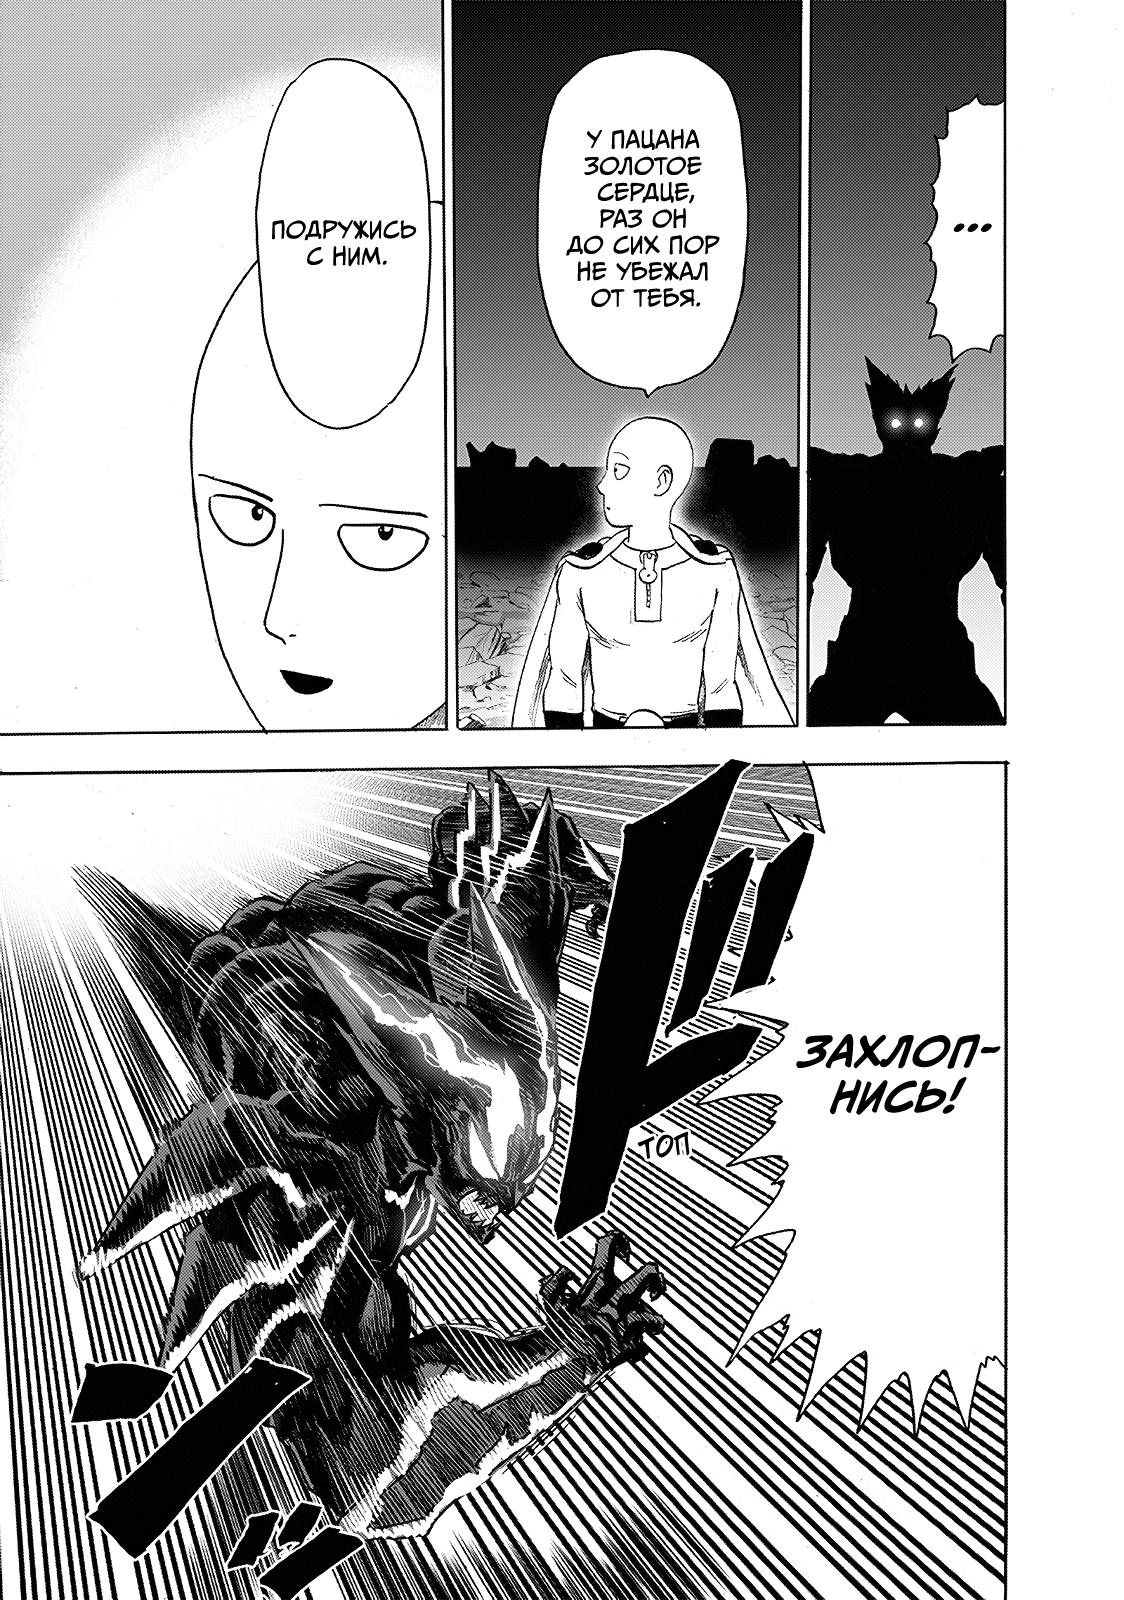 ...
У ПАЦАНА
ЗОЛОТОЕ
СЕРДЦЕ,
РАЗ ОН
ДО СИХ ПОР
НЕ УБЕЖАЛ
ОТ ТЕБЯ.
ПОДРУЖИСЬ
С НИМ.
ЗАХЛОП-
НИСЬ!
ТОП